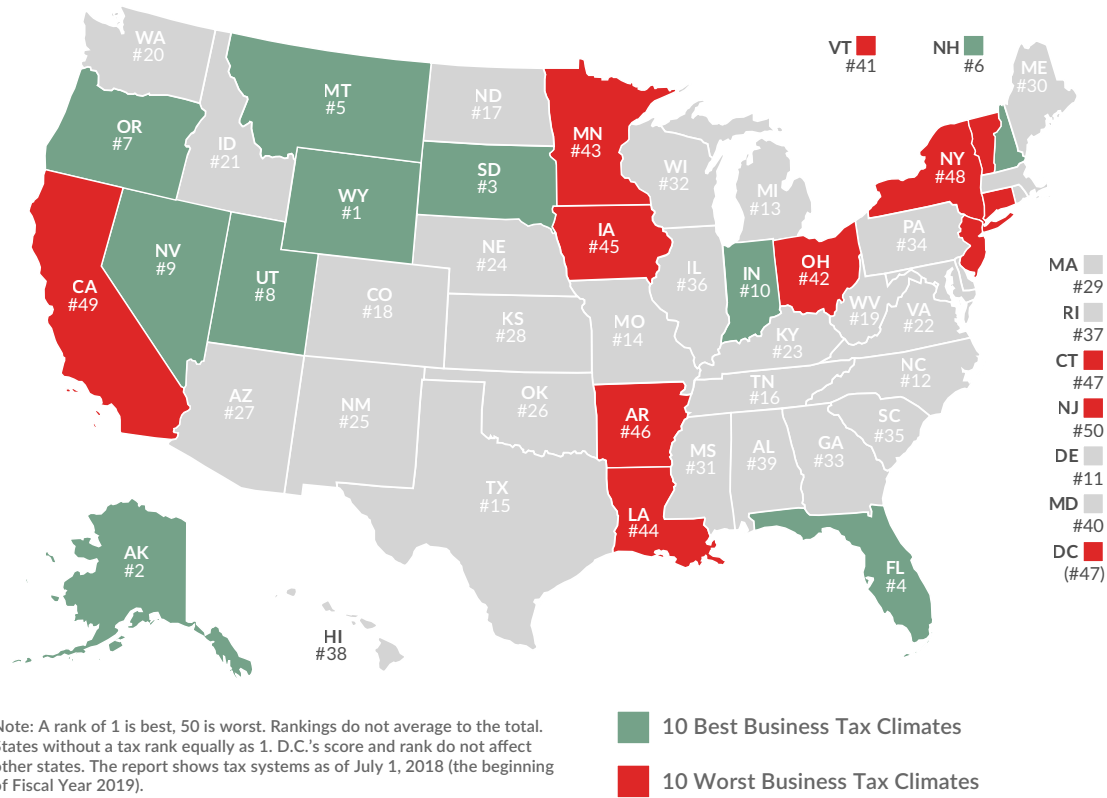 WA
#20
VT
#41
NH
#6
ME
#30
MT
#5
ND
#17
OR
#7
MN
#43
ID
#21
WI
#32
NY
#48
SD
#3
MI
#13
WY
#1
IA
#45
PA
#34
NV
#9
NE
#24
OH
#42
MA
#29
UT
#8
IL
#36
IN
#10
CA
#49
CO
#18
WV
#19
VA
#22
RI
#37
KS
#28
MO
#14
KY
#23
CT
#47
NC
#12
TN
#16
AZ
#27
NM
#25
OK
#26
NJ
#50
AR
#46
SC
#35
MS
#31
AL
#39
GA
#33
DE
#11
TX
#15
MD
#40
LA
#44
DC
(#47)
AK
#2
FL
#4
HI
#38
Note: A rank of 1 is best, 50 is worst. Rankings do not average to the total.
States without a tax rank equally as 1. D.C.'s score and rank do not affect
other states. The report shows tax systems as of July 1, 2018 (the beginning
of Fiscal Year 2019).
10 Best Business Tax Climates
10 Worst Business Tax Climates